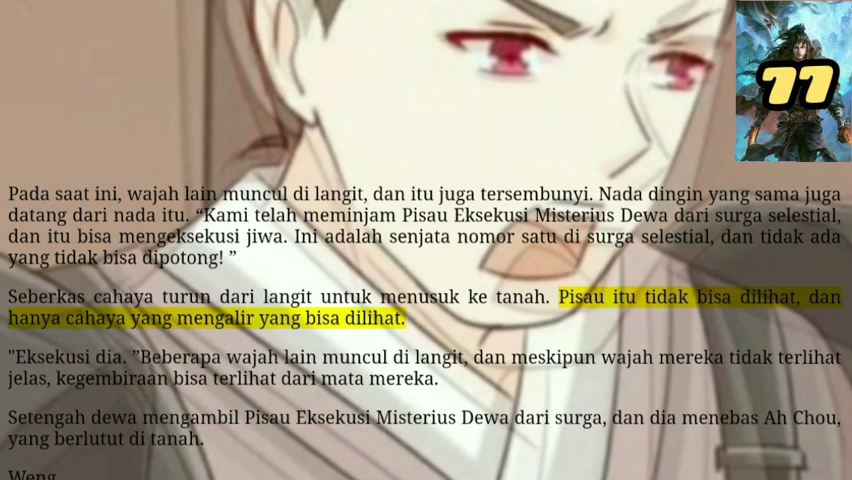 77
Pada saat ini, wajah lain muncul di langit, dan itu juga tersembunyi. Nada dingin yang sama juga
datang dari nada itu. “Kami telah meminjam Pisau Eksekusi Misterius Dewa dari surga selestial,
dan itu bisa mengeksekusi jiwa. Ini adalah senjata nomor satu di surga selestial, dan tidak ada
yang tidak bisa dipotong! ”
Seberkas cahaya turun dari langit untuk menusuk ke tanah. Pisau itu tidak bisa dilihat, dan
hanya cahaya yang mengalir yang bisa dilihat.
"Eksekusi dia. ”Beberapa wajah lain muncul di langit, dan meskipun wajah mereka tidak terlihat
jelas, kegembiraan bisa terlihat dari mata mereka.
Setengah dewa mengambil Pisau Eksekusi Misterius Dewa dari surga, dan dia menebas Ah Chou,
yang berlutut di tanah.
Weng